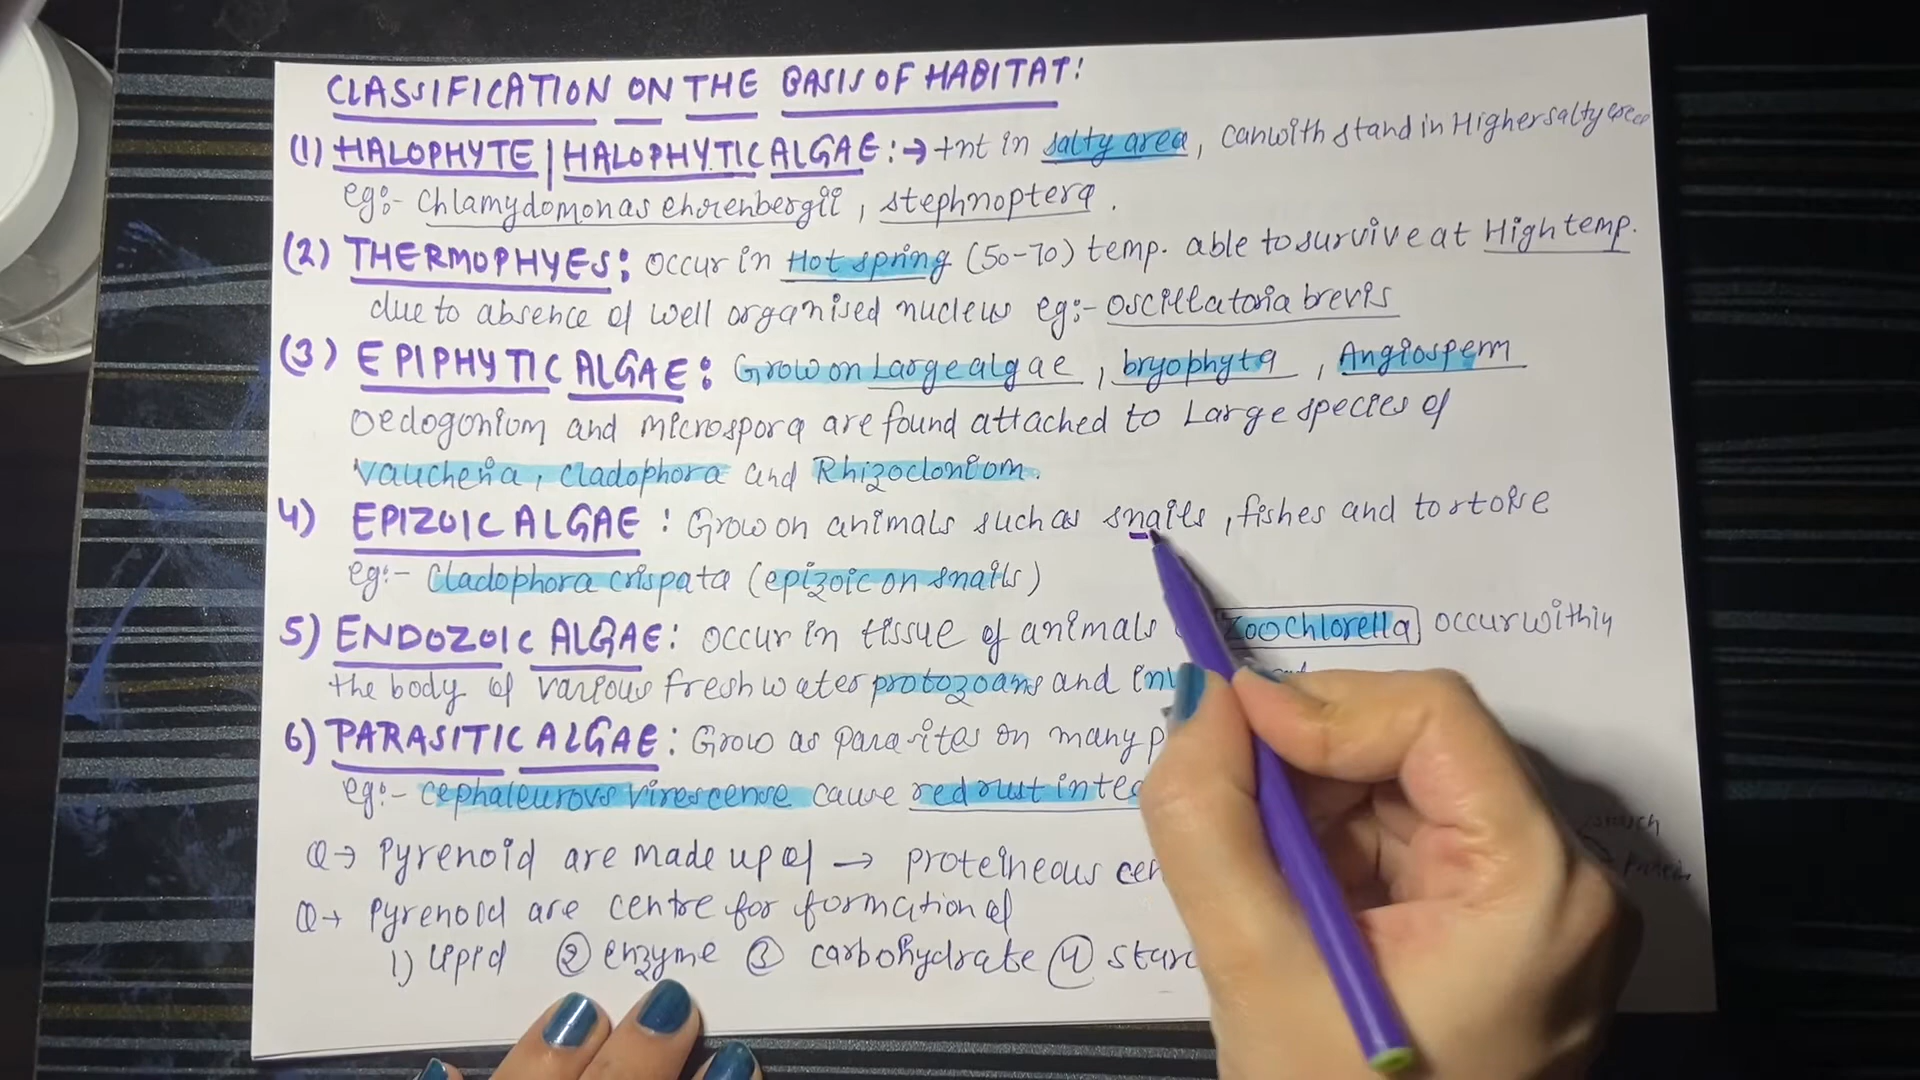 CLASSIFICATION ON THE BASIS OF HABITAT:
(1) HALOPHYTE | HALOPHYTIC ALGAE :→ +nt in salty area, can with stand in Higher salty
eg:- Chlamydomonas ehrenbergii, stephnoptera.
(2) THERMOPHYES: occur in Hot spring (50-70) temp. able to survive at High temp.
due to absence of well organised nucleus eg:- oscillatoria brevis
(3) EPIPHYTIC ALGAE: Grow on Large algae, bryophyta, Angiosperm
oedogonium and microspora are found attached to Large species of
Vaucheria, Cladophora and Rhizoclonium.
4) EPIZOIC ALGAE: Grow on animals such as snails, fishes and tortoise
eg:- Cladophora crispata (epizoic on snails)
5) ENDOZOIC ALGAE: occur in tissue of animals Zoochlorella occur within
the body of various fresh water protozoans and
6) PARASITIC ALGAE: Grow as parasites on many
eg:- cephaleurovs virescense cause red rust in
Q→ Pyrenoid are made up of → proteineous
starch
protein
Q→ Pyrenoid are centre for formation of
1) Lipid ② enzyme ③ carbohydrate ④